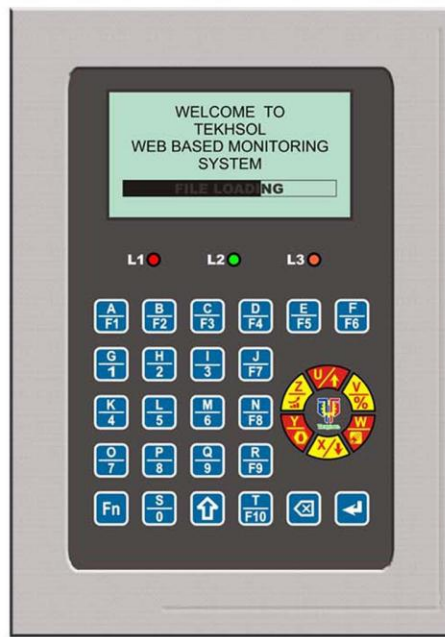 WELCOME TO
TEKHSOL
WEB BASED MONITORING
SYSTEM
FILE LOADING
L1 L2 L3
A B C D E F
F1 F2 F3 F4 F5 F6
G H I J
1 2 3 F7
Z U V
%
K L M N
4 5 6 F8
Y W
X
O P Q R
7 8 9 F9
Fn S T
0 F10